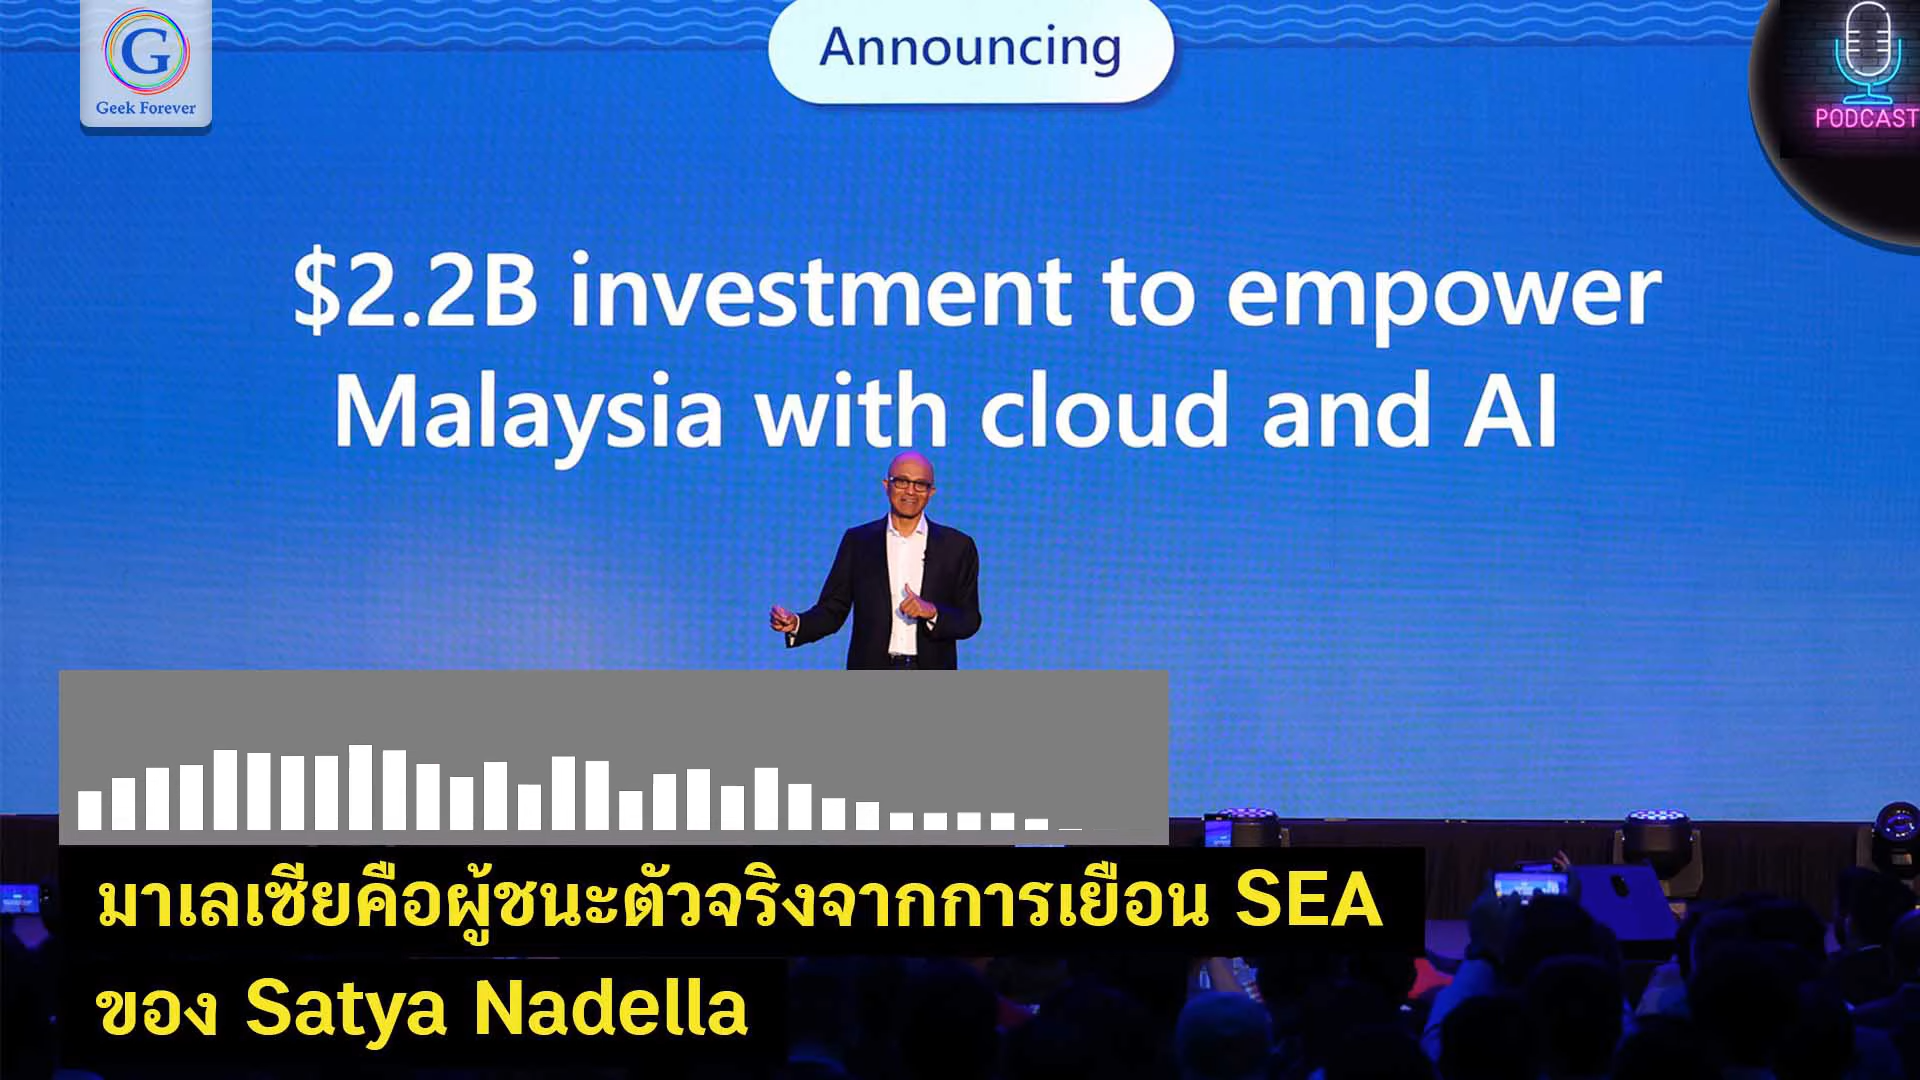 Announcing
G
Geek Forever
PODCAST
$2.2B investment to empower
Malaysia with cloud and AI
มาเลเซียคือผู้ชนะตัวจริงจากการเยือน SEA
ของ Satya Nadella